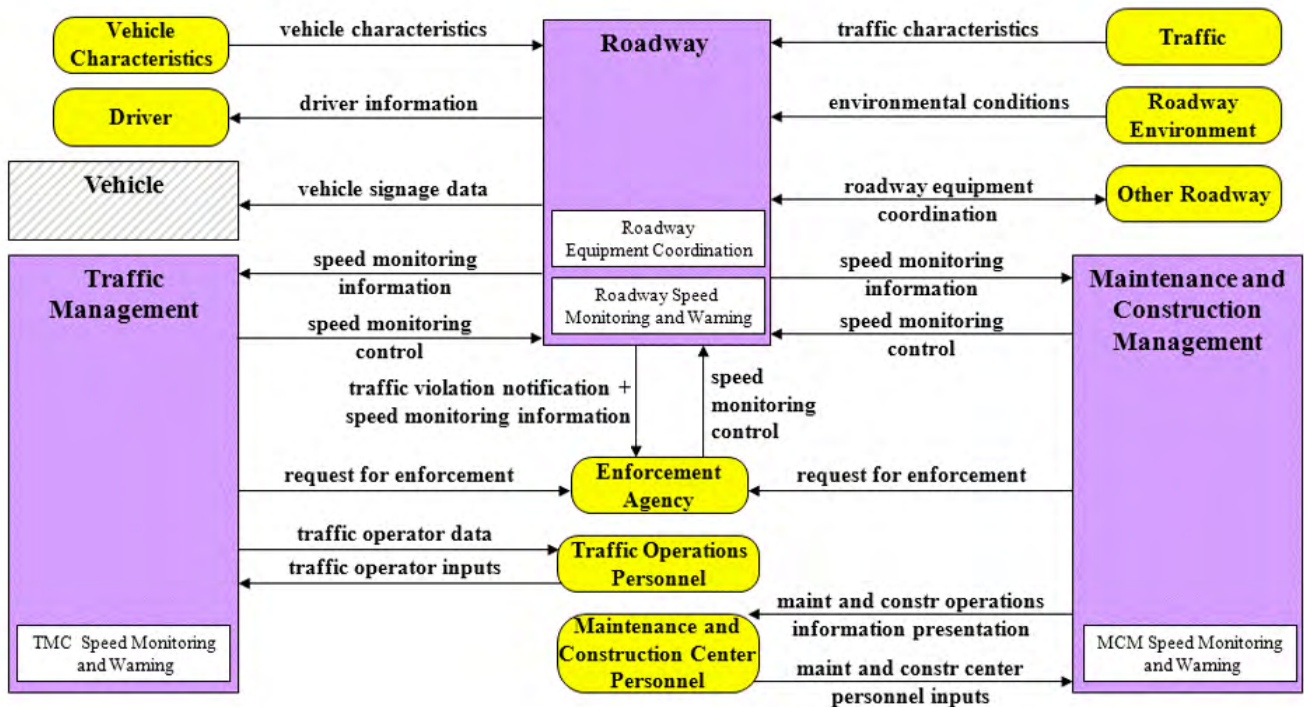 Vehicle
Characteristics
vehicle characteristics
Roadway
traffic characteristics
Traffic
Driver
driver information
environmental conditions
Roadway
Environment
Vehicle
vehicle signage data
roadway equipment
coordination
Other Roadway
Roadway
Equipment Coordination
Traffic
Management
speed monitoring
information
Roadway Speed
Monitoring and Warning
speed monitoring
information
Maintenance and
Construction
Management
speed monitoring
control
speed monitoring
control
traffic violation notification +
speed monitoring information
speed
monitoring
control
request for enforcement
Enforcement
Agency
request for enforcement
traffic operator data
traffic operator inputs
Traffic Operations
Personnel
maint and constr operations
information presentation
Maintenance and
Construction Center
Personnel
maint and constr center
personnel inputs
TMC Speed Monitoring
and Warning
MCM Speed Monitoring
and Warning